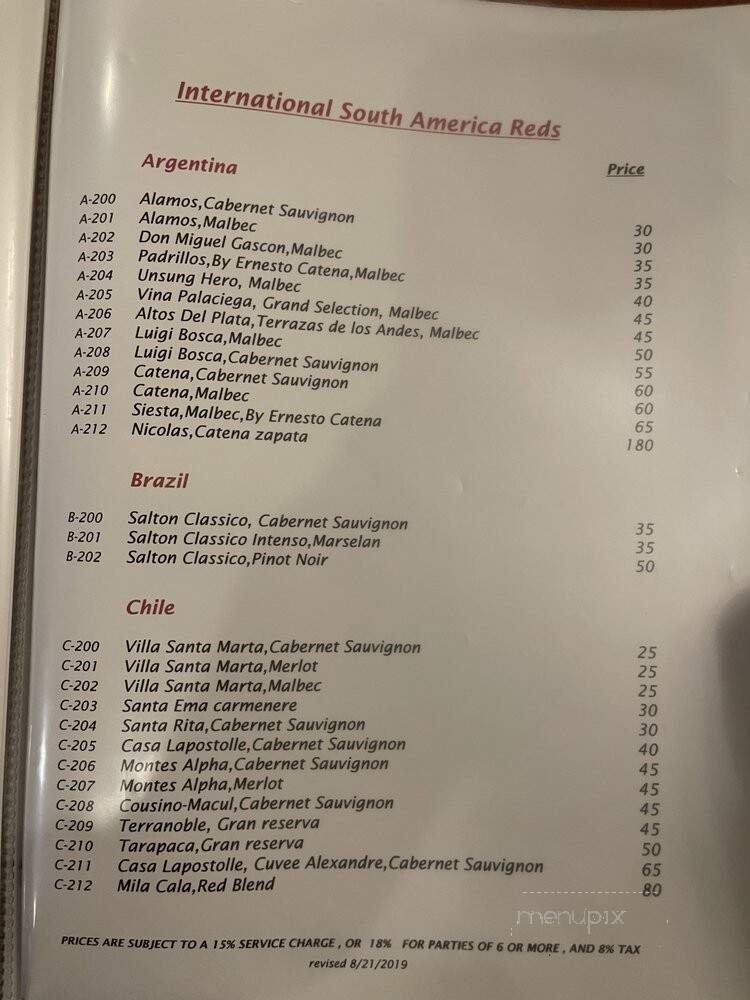 International South America Reds
Argentina Price
A-200 Alamos,Cabernet Sauvignon 30
A-201 Alamos,Malbec 30
A-202 Don Miguel Gascon,Malbec 35
A-203 Padrillos,By Ernesto Catena,Malbec 35
A-204 Unsung Hero, Malbec 40
A-205 Vina Palaciega, Grand Selection, Malbec 45
A-206 Altos Del Plata,Terrazas de los Andes, Malbec 45
A-207 Luigi Bosca,Malbec 50
A-208 Luigi Bosca,Cabernet Sauvignon 55
A-209 Catena,Cabernet Sauvignon 60
A-210 Catena,Malbec 60
A-211 Siesta,Malbec,By Ernesto Catena 65
A-212 Nicolas,Catena zapata 180
Brazil
B-200 Salton Classico, Cabernet Sauvignon 35
B-201 Salton Classico Intenso,Marselan 35
B-202 Salton Classico,Pinot Noir 50
Chile
C-200 Villa Santa Marta,Cabernet Sauvignon 25
C-201 Villa Santa Marta,Merlot 25
C-202 Villa Santa Marta,Malbec 25
C-203 Santa Ema carmenere 30
C-204 Santa Rita,Cabernet Sauvignon 30
C-205 Casa Lapostolle,Cabernet Sauvignon 40
C-206 Montes Alpha,Cabernet Sauvignon 45
C-207 Montes Alpha,Merlot 45
C-208 Cousino-Macul,Cabernet Sauvignon 45
C-209 Terranoble, Gran reserva 45
C-210 Tarapaca,Gran reserva 50
C-211 Casa Lapostolle, Cuvee Alexandre,Cabernet Sauvignon 65
C-212 Mila Cala,Red Blend 80
menupix
PRICES ARE SUBJECT TO A 15% SERVICE CHARGE , OR 18% FOR PARTIES OF 6 OR MORE , AND 8% TAX
revised 8/21/2019